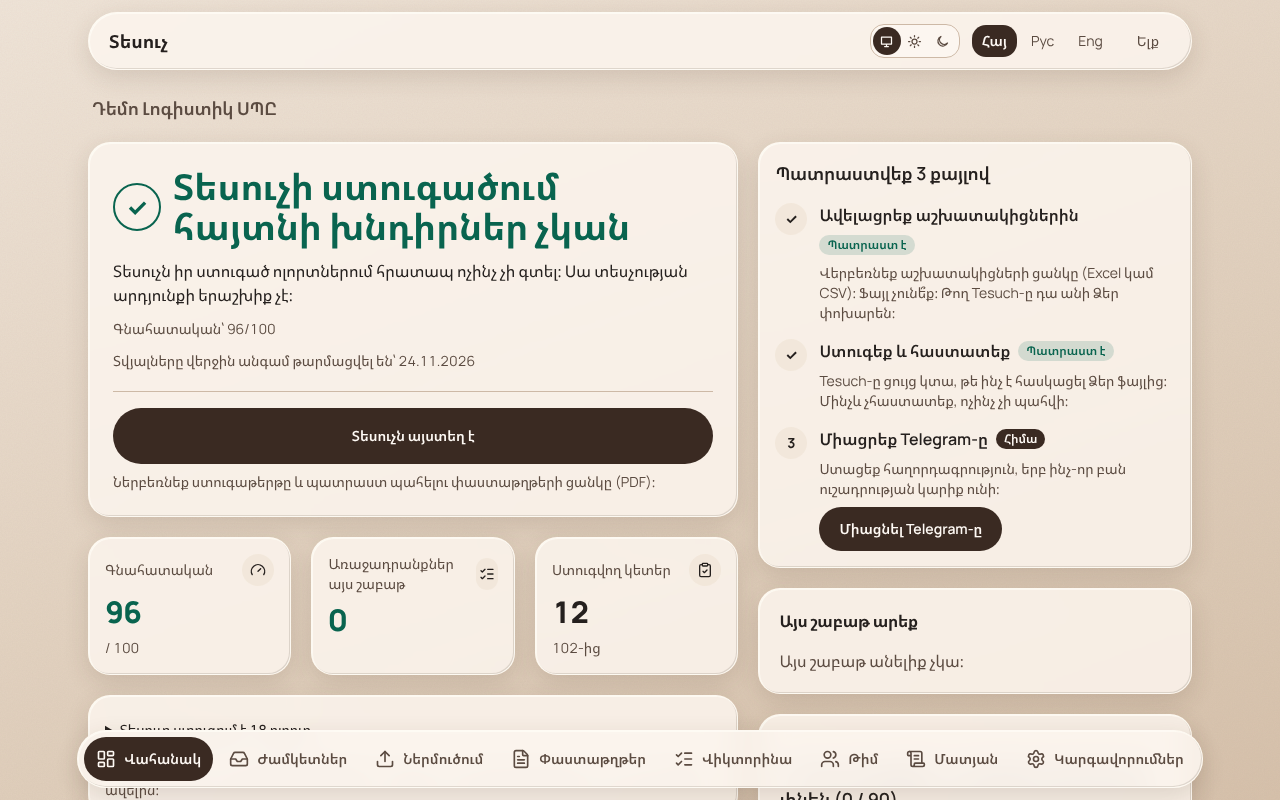 Տեսուչ
Հայ Рус Eng Ելք
Դեմո Լոգիստիկ ՍՊԸ
Տեսուչի ստուգածում
հայտնի խնդիրներ չկան
Տեսուչն իր ստուգած ոլորտներում հրատապ ոչինչ չի գտել։ Սա տեսչության
արդյունքի երաշխիք չէ։
Գնահատական՝ 96/100
Տվյալները վերջին անգամ թարմացվել են՝ 24.11.2026
Տեսուչն այստեղ է
Ներբեռնեք ստուգաթերթը և պատրաստ պահելու փաստաթղթերի ցանկը (PDF)։
Գնահատական
96
/ 100
Առաջադրանքներ
այս շաբաթ
0
Ստուգվող կետեր
12
102-ից
Պատրաստվեք 3 քայլով
Ավելացրեք աշխատակիցներին
Պատրաստ է
Վերբեռնեք աշխատակիցների ցանկը (Excel կամ
CSV)։ Ֆայլ չունե՞ք։ Թող Tesuch-ը դա անի Ձեր
փոխարեն։
Ստուգեք և հաստատեք Պատրաստ է
Tesuch-ը ցույց կտա, թե ինչ է հասկացել Ձեր ֆայլից։
Մինչև չհաստատեք, ոչինչ չի պահվի։
3 Միացրեք Telegram-ը Հիմա
Ստացեք հաղորդագրություն, երբ ինչ-որ բան
ուշադրության կարիք ունի։
Միացնել Telegram-ը
Այս շաբաթ արեք
Այս շաբաթ անելիք չկա։
Վահանակ Ժամկետներ Ներմուծում Փաստաթղթեր Վիկտորինա Թիմ Մատյան Կարգավորումներ
ավելին։